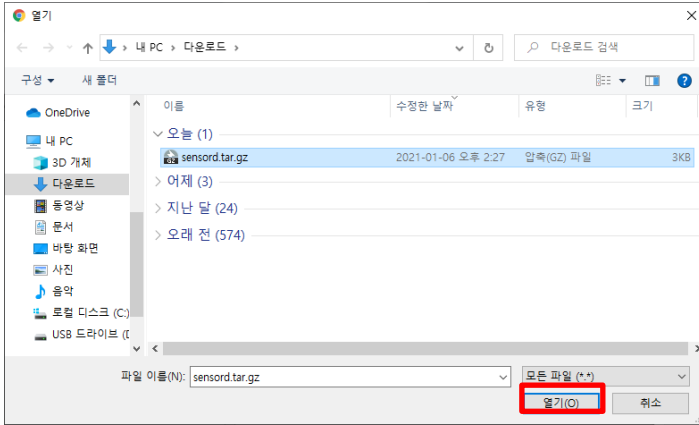 열기
내 PC > 다운로드 >
다운로드 검색
구성 새 폴더
이름 수정한 날짜 유형 크기
OneDrive
내 PC
3D 개체
다운로드
동영상
문서
바탕 화면
사진
음악
로컬 디스크 (C:)
USB 드라이브 (D
오늘 (1)
sensord.tar.gz 2021-01-06 오후 2:27 압축(GZ) 파일 3KB
어제 (3)
지난 달 (24)
오래 전 (574)
파일 이름(N): sensord.tar.gz 모든 파일 (*.*)
열기(O) 취소